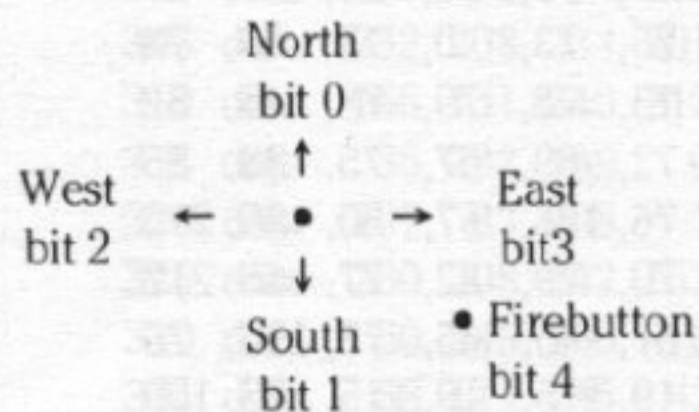 North
bit 0
West
bit 2
East
bit3
South
bit 1
Firebutton
bit 4